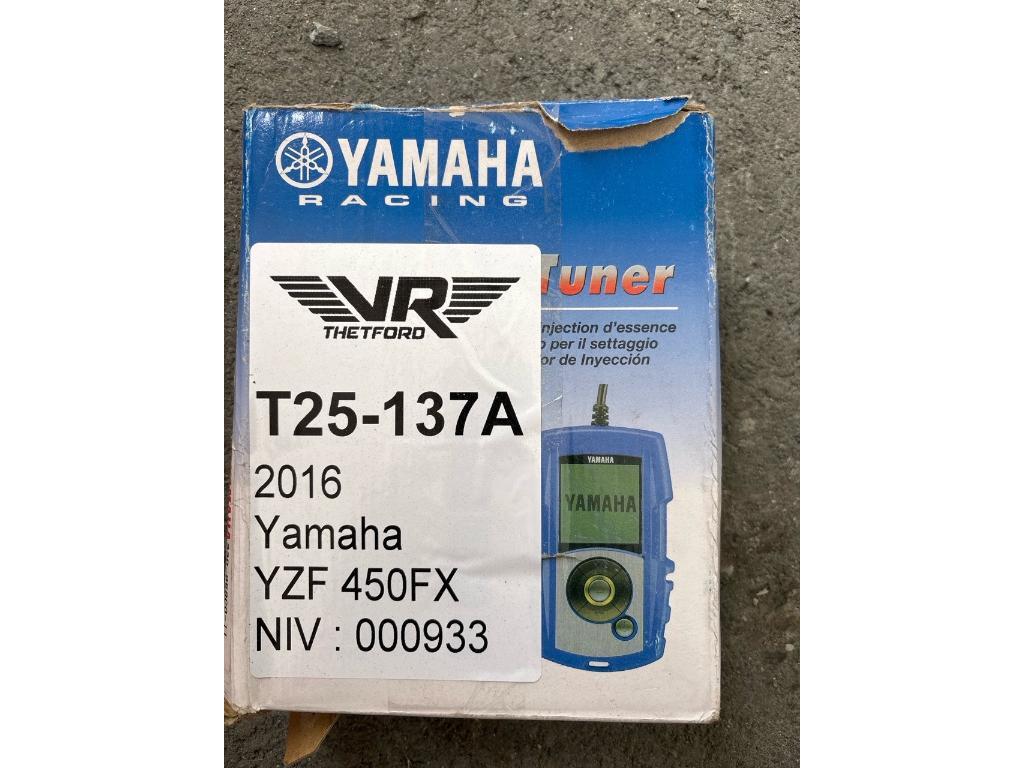 YAMAHA
RACING
Tuner
VR
THETFORD
njection d'essence
o per il settaggio
or de Inyección
T25-137A
2016
Yamaha
YZF 450FX
NIV : 000933
YAMAHA
YAMAHA